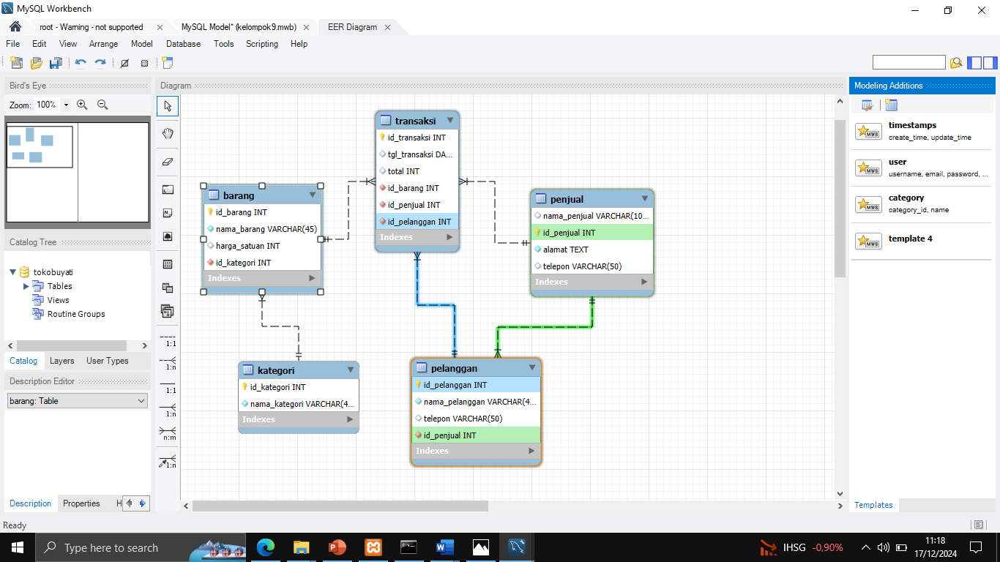 MySQL Workbench
root - Warning - not supported
MySQL Model* (kelompok9.mwb)
EER Diagram
File Edit View Arrange Model Database Tools Scripting Help
Bird's Eye
Zoom: 100%
Catalog Tree
tokobuyati
Tables
Views
Routine Groups
Catalog Layers User Types
Description Editor
barang: Table
Description Properties H
Ready
Diagram
1:1
1:n
1:1
1:n
n:m
1:n
transaksi
id_transaksi INT
tgl_transaksi DA...
total INT
id_barang INT
id_penjual INT
id_pelanggan INT
Indexes
barang
id_barang INT
nama_barang VARCHAR(45)
harga_satuan INT
id_kategori INT
Indexes
penjual
nama_penjual VARCHAR(10...
id_penjual INT
alamat TEXT
telepon VARCHAR(50)
Indexes
kategori
id_kategori INT
nama_kategori VARCHAR(4...
Indexes
pelanggan
id_pelanggan INT
nama_pelanggan VARCHAR(4...
telepon VARCHAR(50)
id_penjual INT
Indexes
Modeling Additions
MWB
timestamps
create_time, update_time
MWB
user
username, email, password, ...
MWB
category
category_id, name
MWB
template 4
Templates
Type here to search
IHSG -0,90%
11:18
17/12/2024